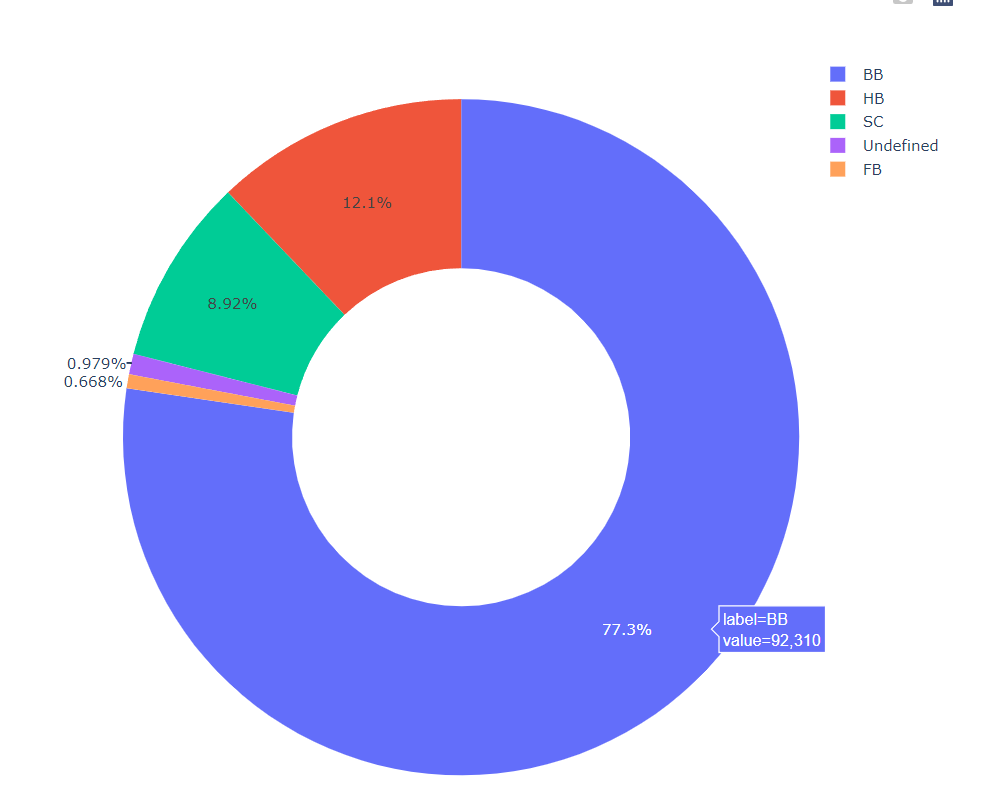 BB
HB
SC
Undefined
FB
12.1%
8.92%
0.979%
0.668%
77.3%
label=BB
value=92,310